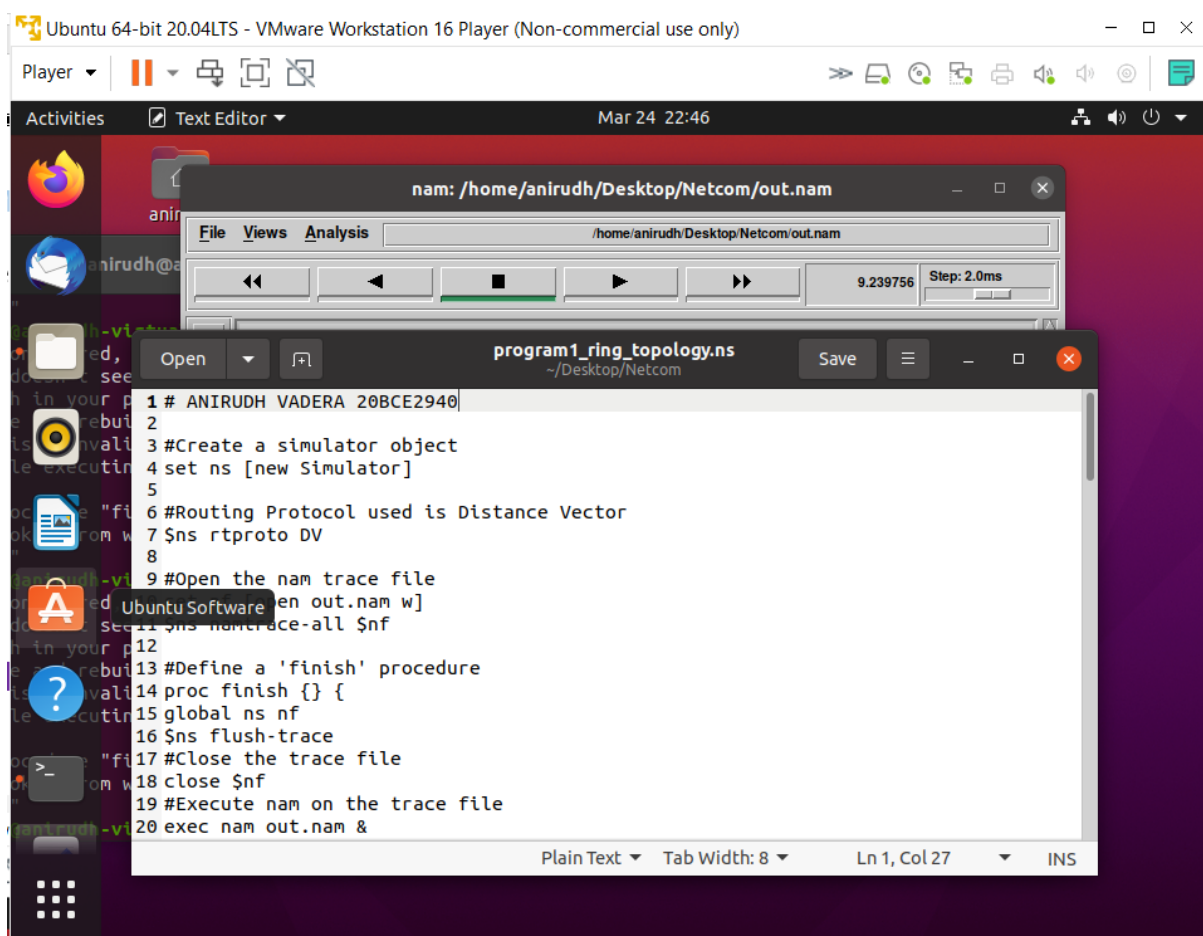 Ubuntu 64-bit 20.04LTS - VMware Workstation 16 Player (Non-commercial use only)
Player
Activities Text Editor Mar 24 22:46
nam: /home/anirudh/Desktop/Netcom/out.nam
File Views Analysis /home/anirudh/Desktop/Netcom/out.nam
9.239756 Step: 2.0ms
Open program1_ring_topology.ns Save
~/Desktop/Netcom
1 # ANIRUDH VADERA 20BCE2940
2
3 #Create a simulator object
4 set ns [new Simulator]
5
6 #Routing Protocol used is Distance Vector
7 $ns rtproto DV
8
9 #Open the nam trace file
Ubuntu Software
out.nam w]
11 $ns namtrace-all $nf
12
13 #Define a 'finish' procedure
14 proc finish {} {
15 global ns nf
16 $ns flush-trace
17 #Close the trace file
18 close $nf
19 #Execute nam on the trace file
20 exec nam out.nam &
Plain Text Tab Width: 8 Ln 1, Col 27 INS